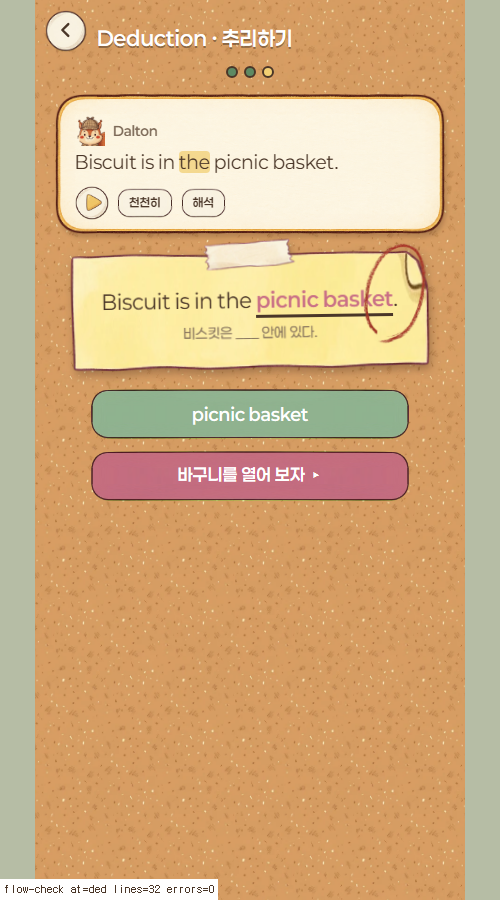 Deduction · 추리하기
Dalton
Biscuit is in the picnic basket.
천천히 해석
Biscuit is in the picnic basket.
비스킷은 ___ 안에 있다.
picnic basket
바구니를 열어 보자 ▸
flow-check at=ded lines=32 errors=0